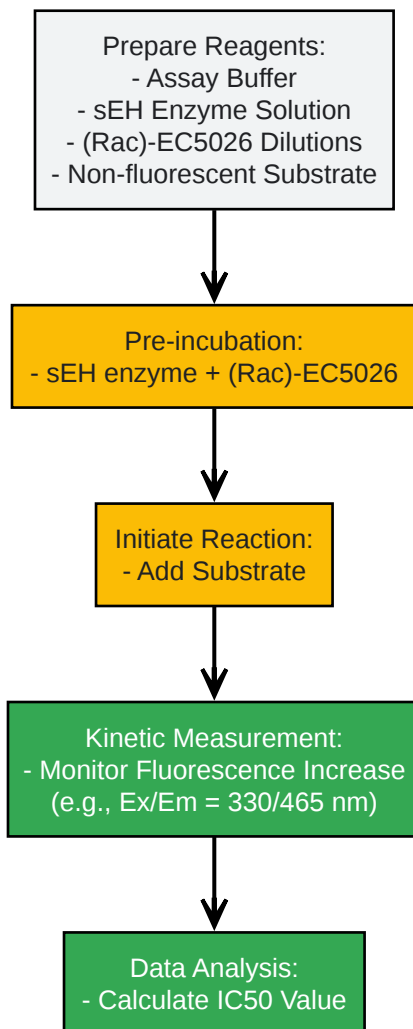 Prepare Reagents:
- Assay Buffer
- sEH Enzyme Solution
- (Rac)-EC5026 Dilutions
- Non-fluorescent Substrate
Pre-incubation:
- sEH enzyme + (Rac)-EC5026
Initiate Reaction:
- Add Substrate
Kinetic Measurement:
- Monitor Fluorescence Increase
(e.g., Ex/Em = 330/465 nm)
Data Analysis:
- Calculate IC50 Value